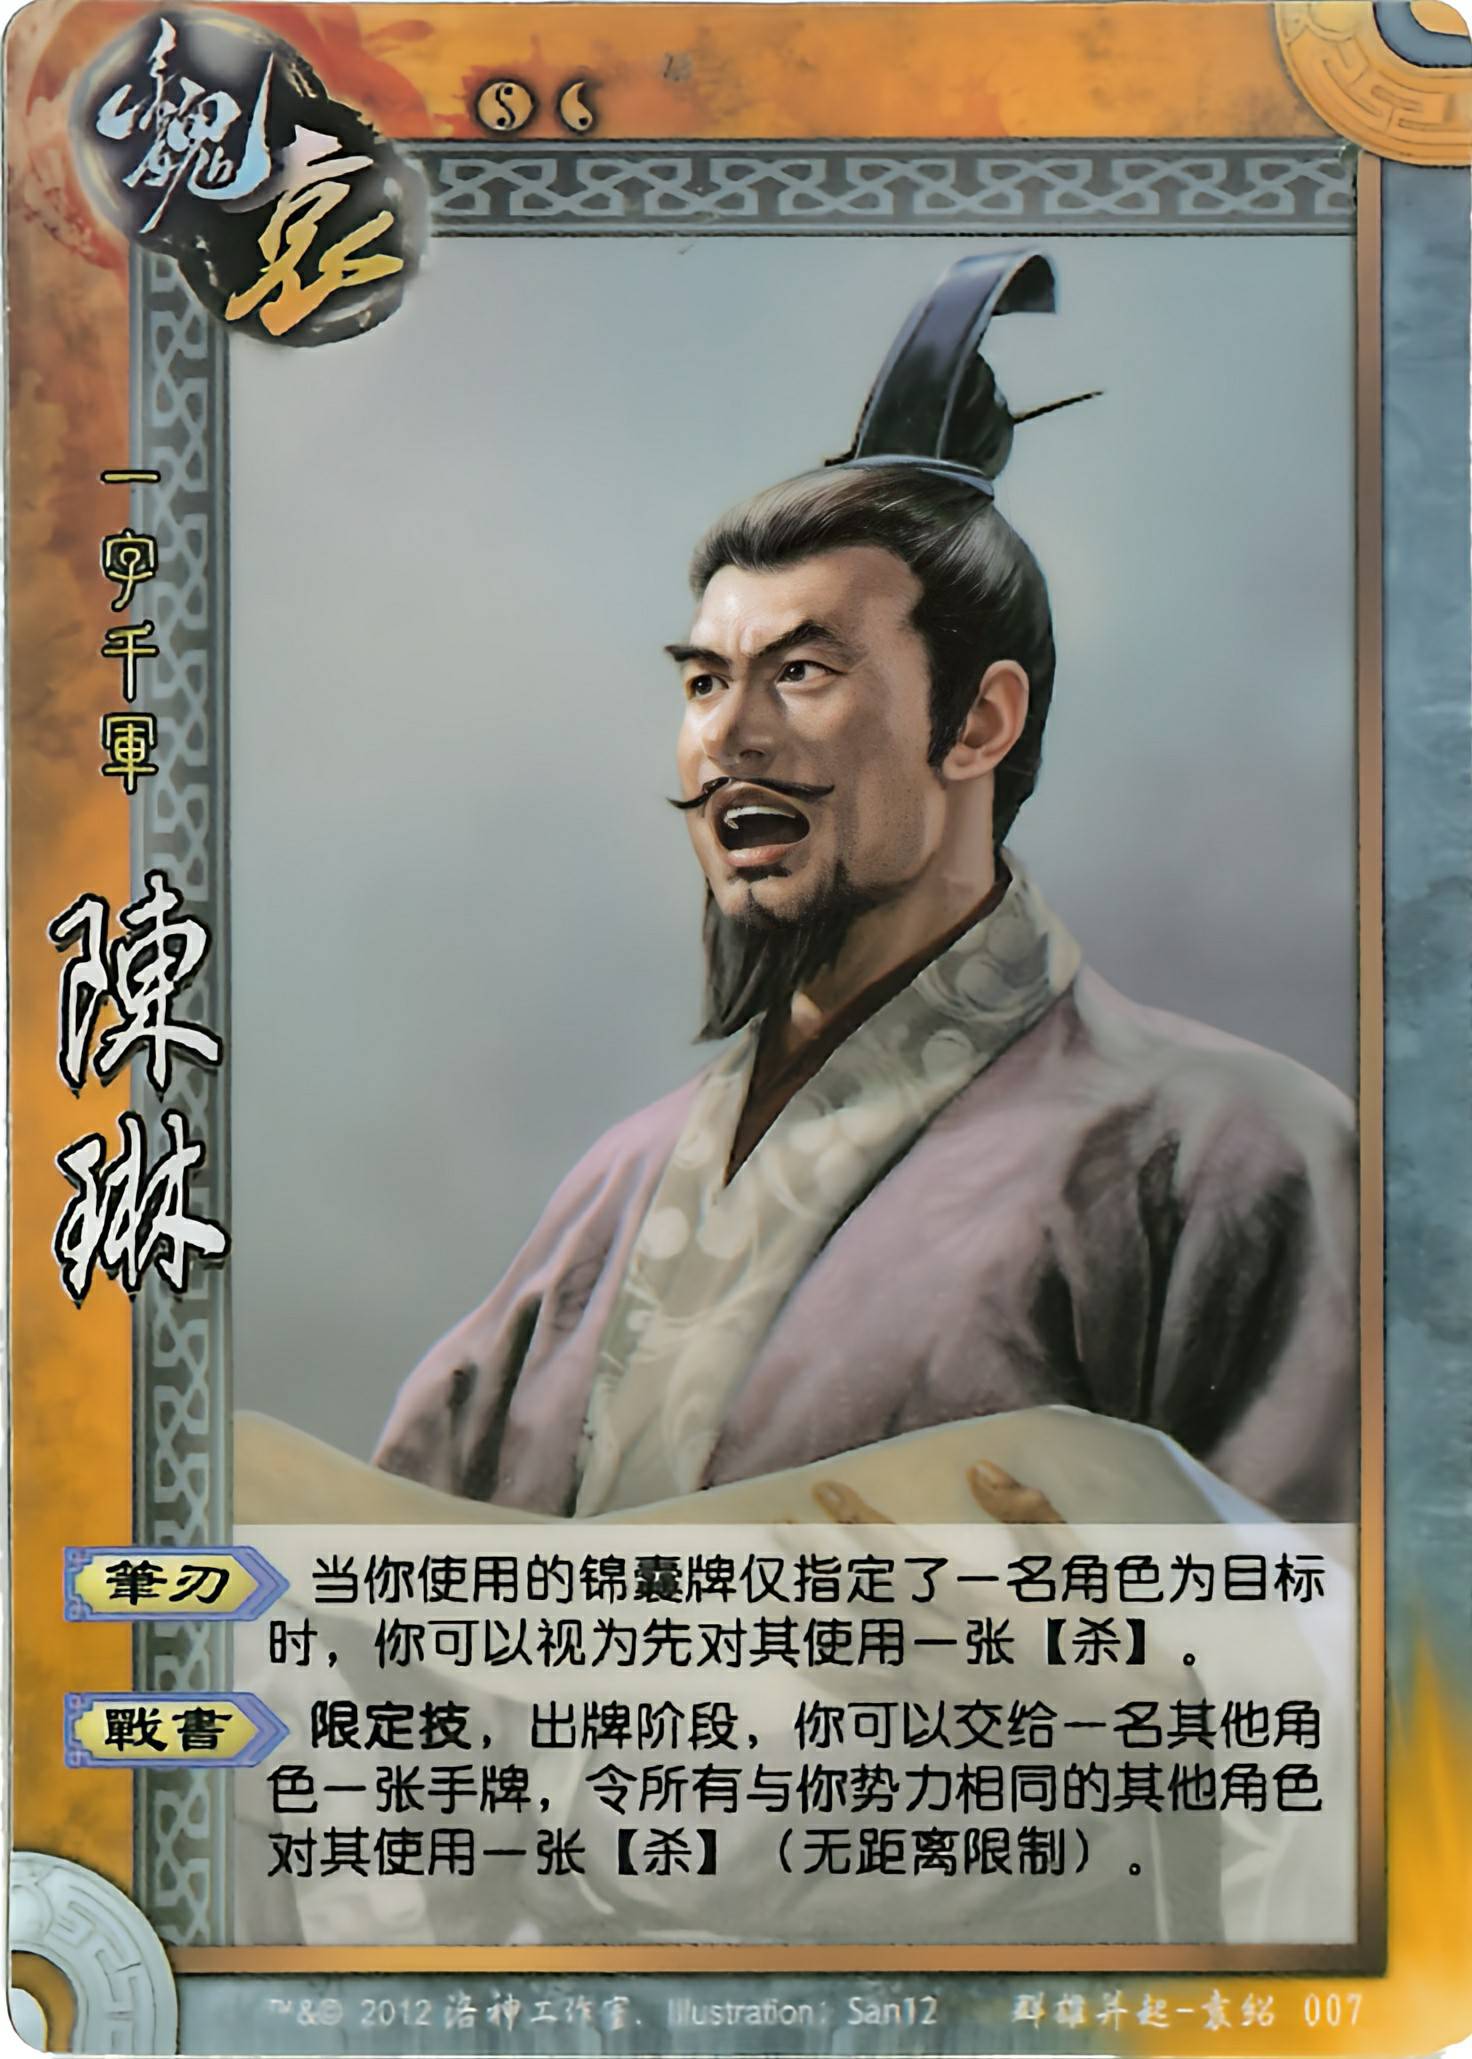 魏
袁
一字千軍
陳琳
筆刃 当你使用的锦囊牌仅指定了一名角色为目标
时，你可以视为先对其使用一张【杀】。
戰書 限定技，出牌阶段，你可以交给一名其他角
色一张手牌，令所有与你势力相同的其他角色
对其使用一张【杀】（无距离限制）。
™&© 2012 洛神工作室. Illustration: San12 群雄并起-袁绍 007